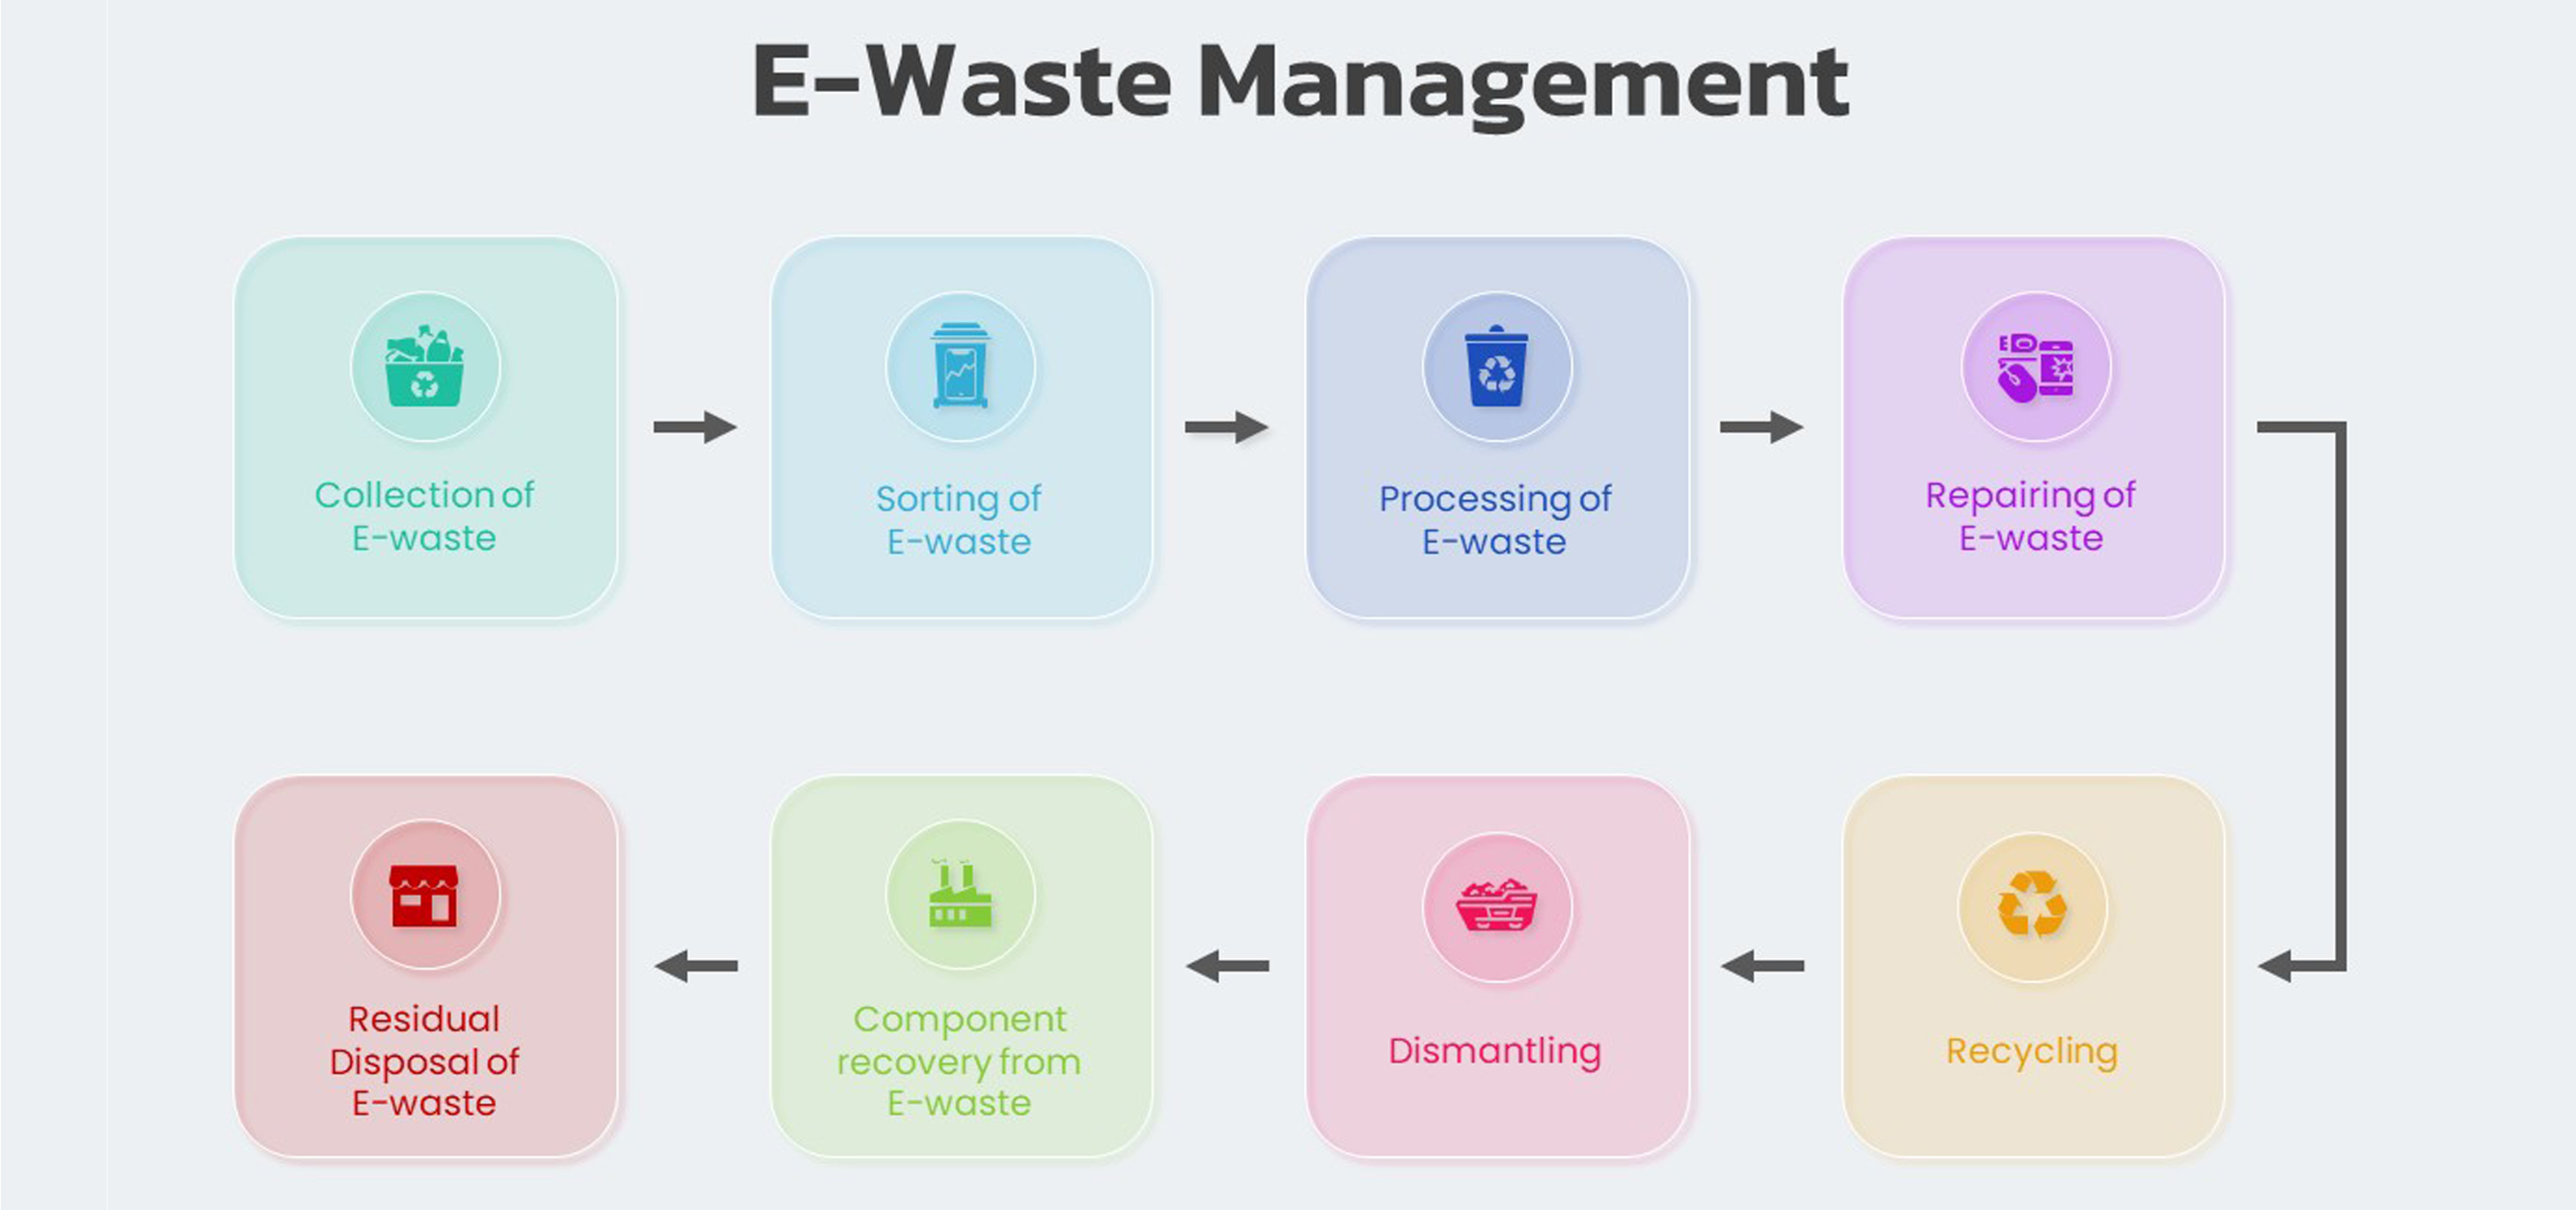 E-Waste Management
Collection of
E-waste
Sorting of
E-waste
Processing of
E-waste
Repairing of
E-waste
Recycling
Dismantling
Component
recovery from
E-waste
Residual
Disposal of
E-waste